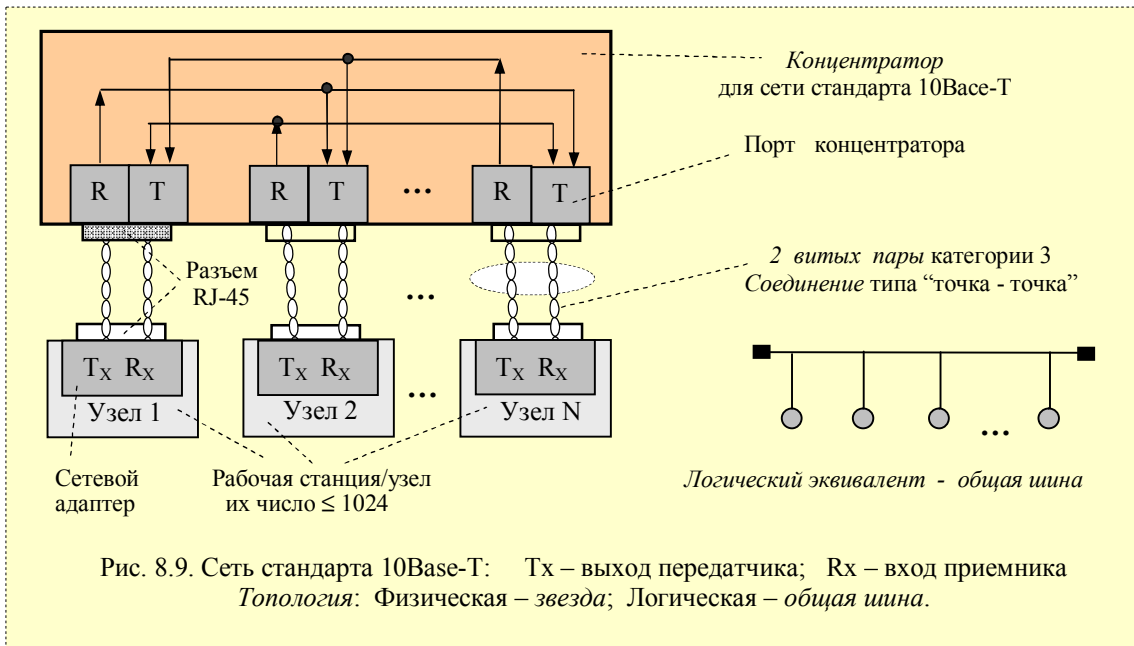 Концентратор
для сети стандарта 10Bace-T
Порт концентратора
R T R T ... R T
2 витых пары категории 3
Соединение типа “точка - точка”
Разъем
RJ-45
...
TX RX TX RX TX RX
Узел 1 Узел 2 ... Узел N
...
Сетевой
адаптер
Рабочая станция/узел
их число ≤ 1024
Логический эквивалент - общая шина
Рис. 8.9. Сеть стандарта 10Base-T: Tx – выход передатчика; Rx – вход приемника
Топология: Физическая – звезда; Логическая – общая шина.